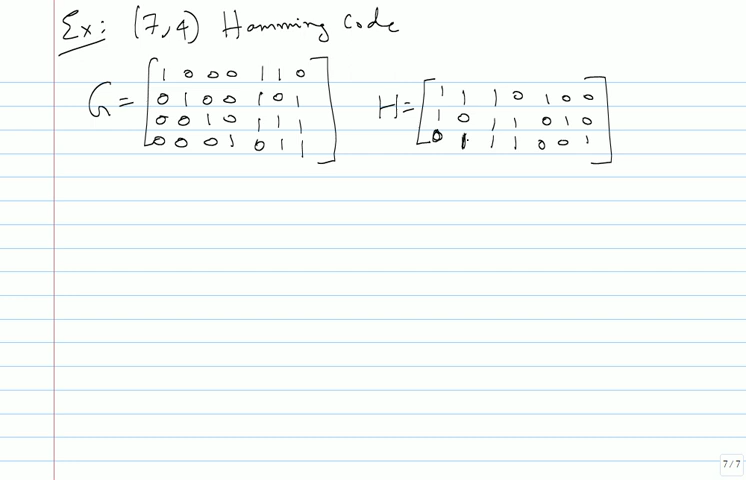 Ex: (7,4) Hamming Code
G = [1 0 0 0 1 1 0
0 1 0 0 1 0 1
0 0 1 0 1 1 1
0 0 0 1 0 1 1]
H = [1 1 1 0 1 0 0
1 0 1 1 0 1 0
0 1 1 1 0 0 1]
7/7